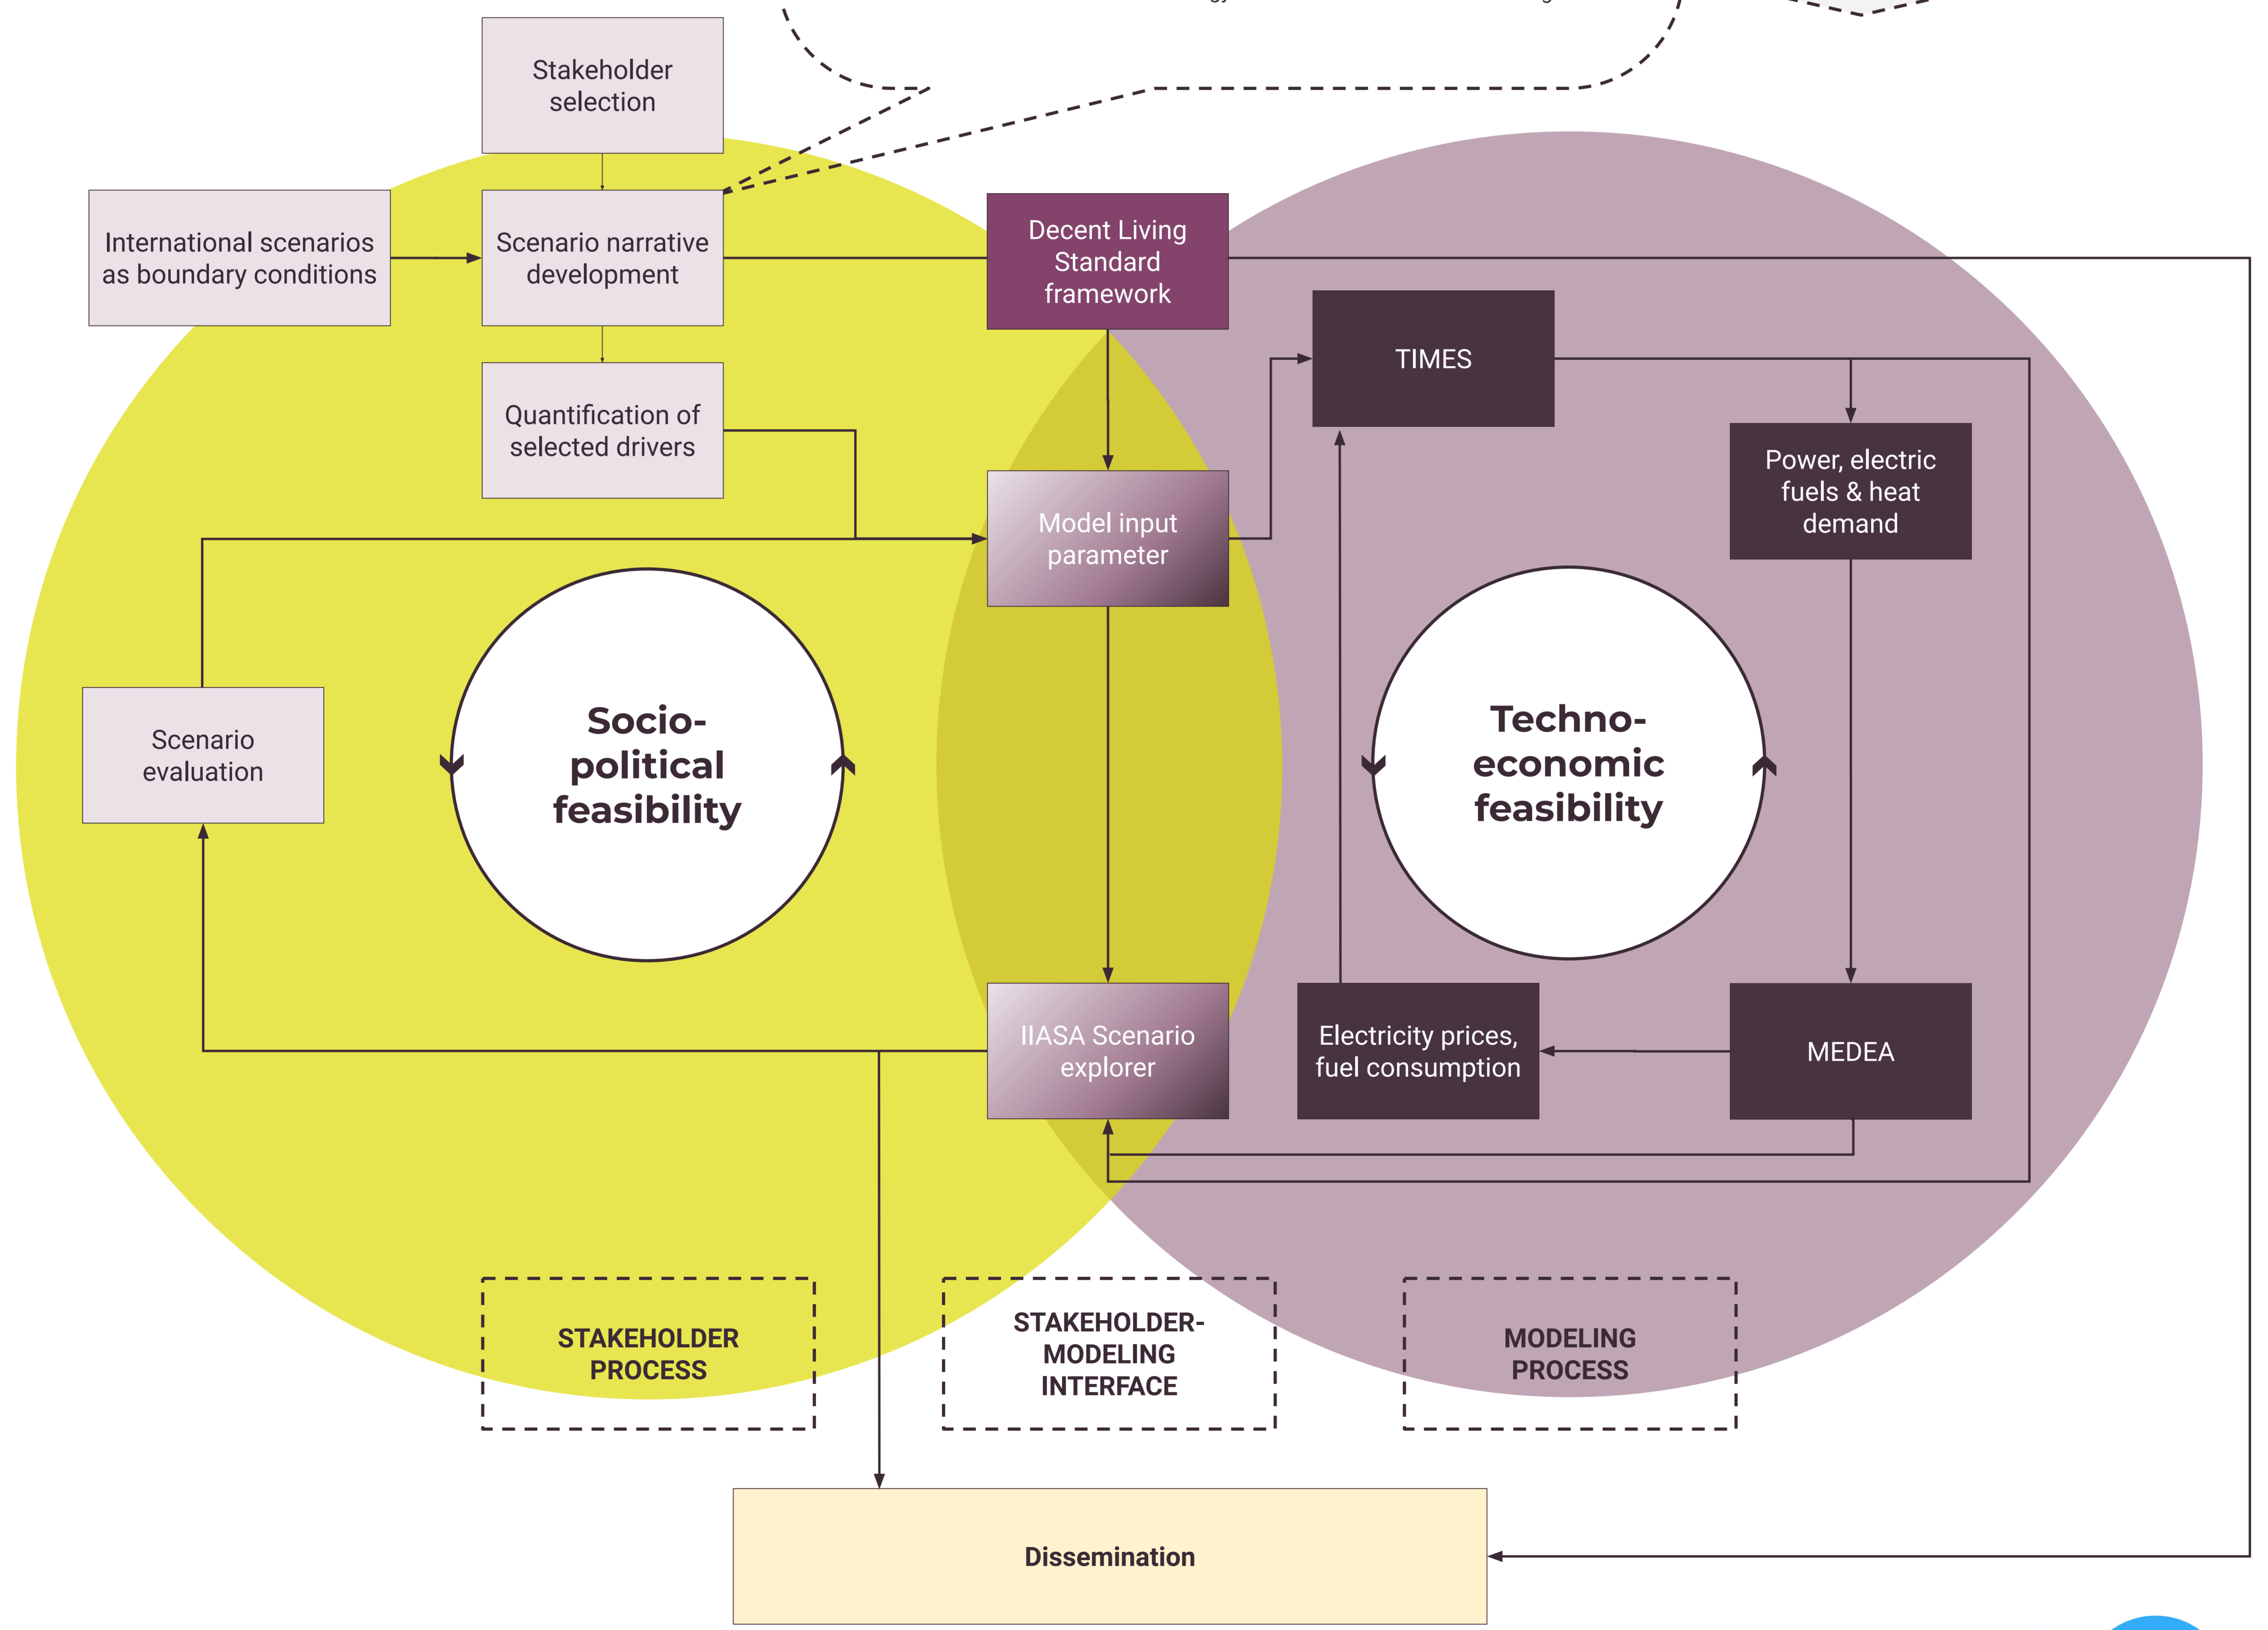 Stakeholder
selection
International scenarios
as boundary conditions
Scenario narrative
development
Decent Living
Standard
framework
TIMES
Quantification of
selected drivers
Power, electric
fuels & heat
demand
Model input
parameter
Socio-
political
feasibility
Techno-
economic
feasibility
Scenario
evaluation
IIASA Scenario
explorer
Electricity prices,
fuel consumption
MEDEA
STAKEHOLDER
PROCESS
STAKEHOLDER-
MODELING
INTERFACE
MODELING
PROCESS
Dissemination